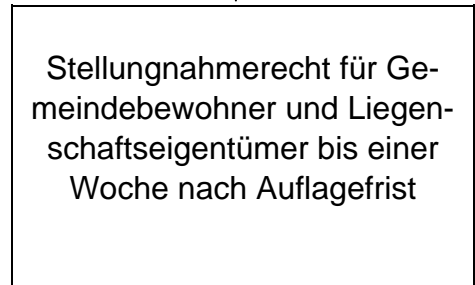 Stellungnahmerecht für Ge-
meindebewohner und Liegen-
schaftseigentümer bis einer
Woche nach Auflagefrist